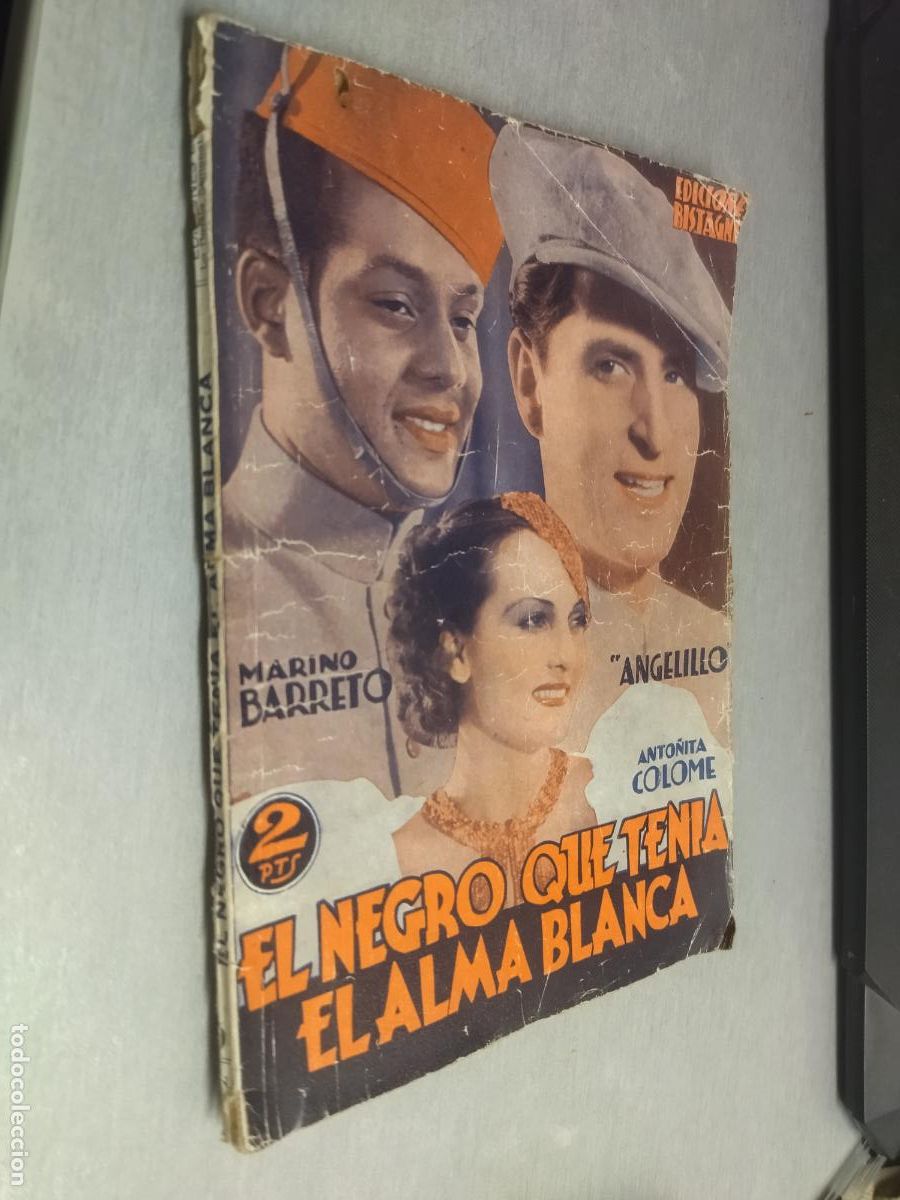 EDICIONES
BISTAGNE
MARINO
BARRETO
"ANGELILLO"
ANTOÑITA
COLOME
2
PTS
EL NEGRO QUE TENIA
EL ALMA BLANCA
EL NEGRO QUE TENIA EL ALMA BLANCA
todocoleccion